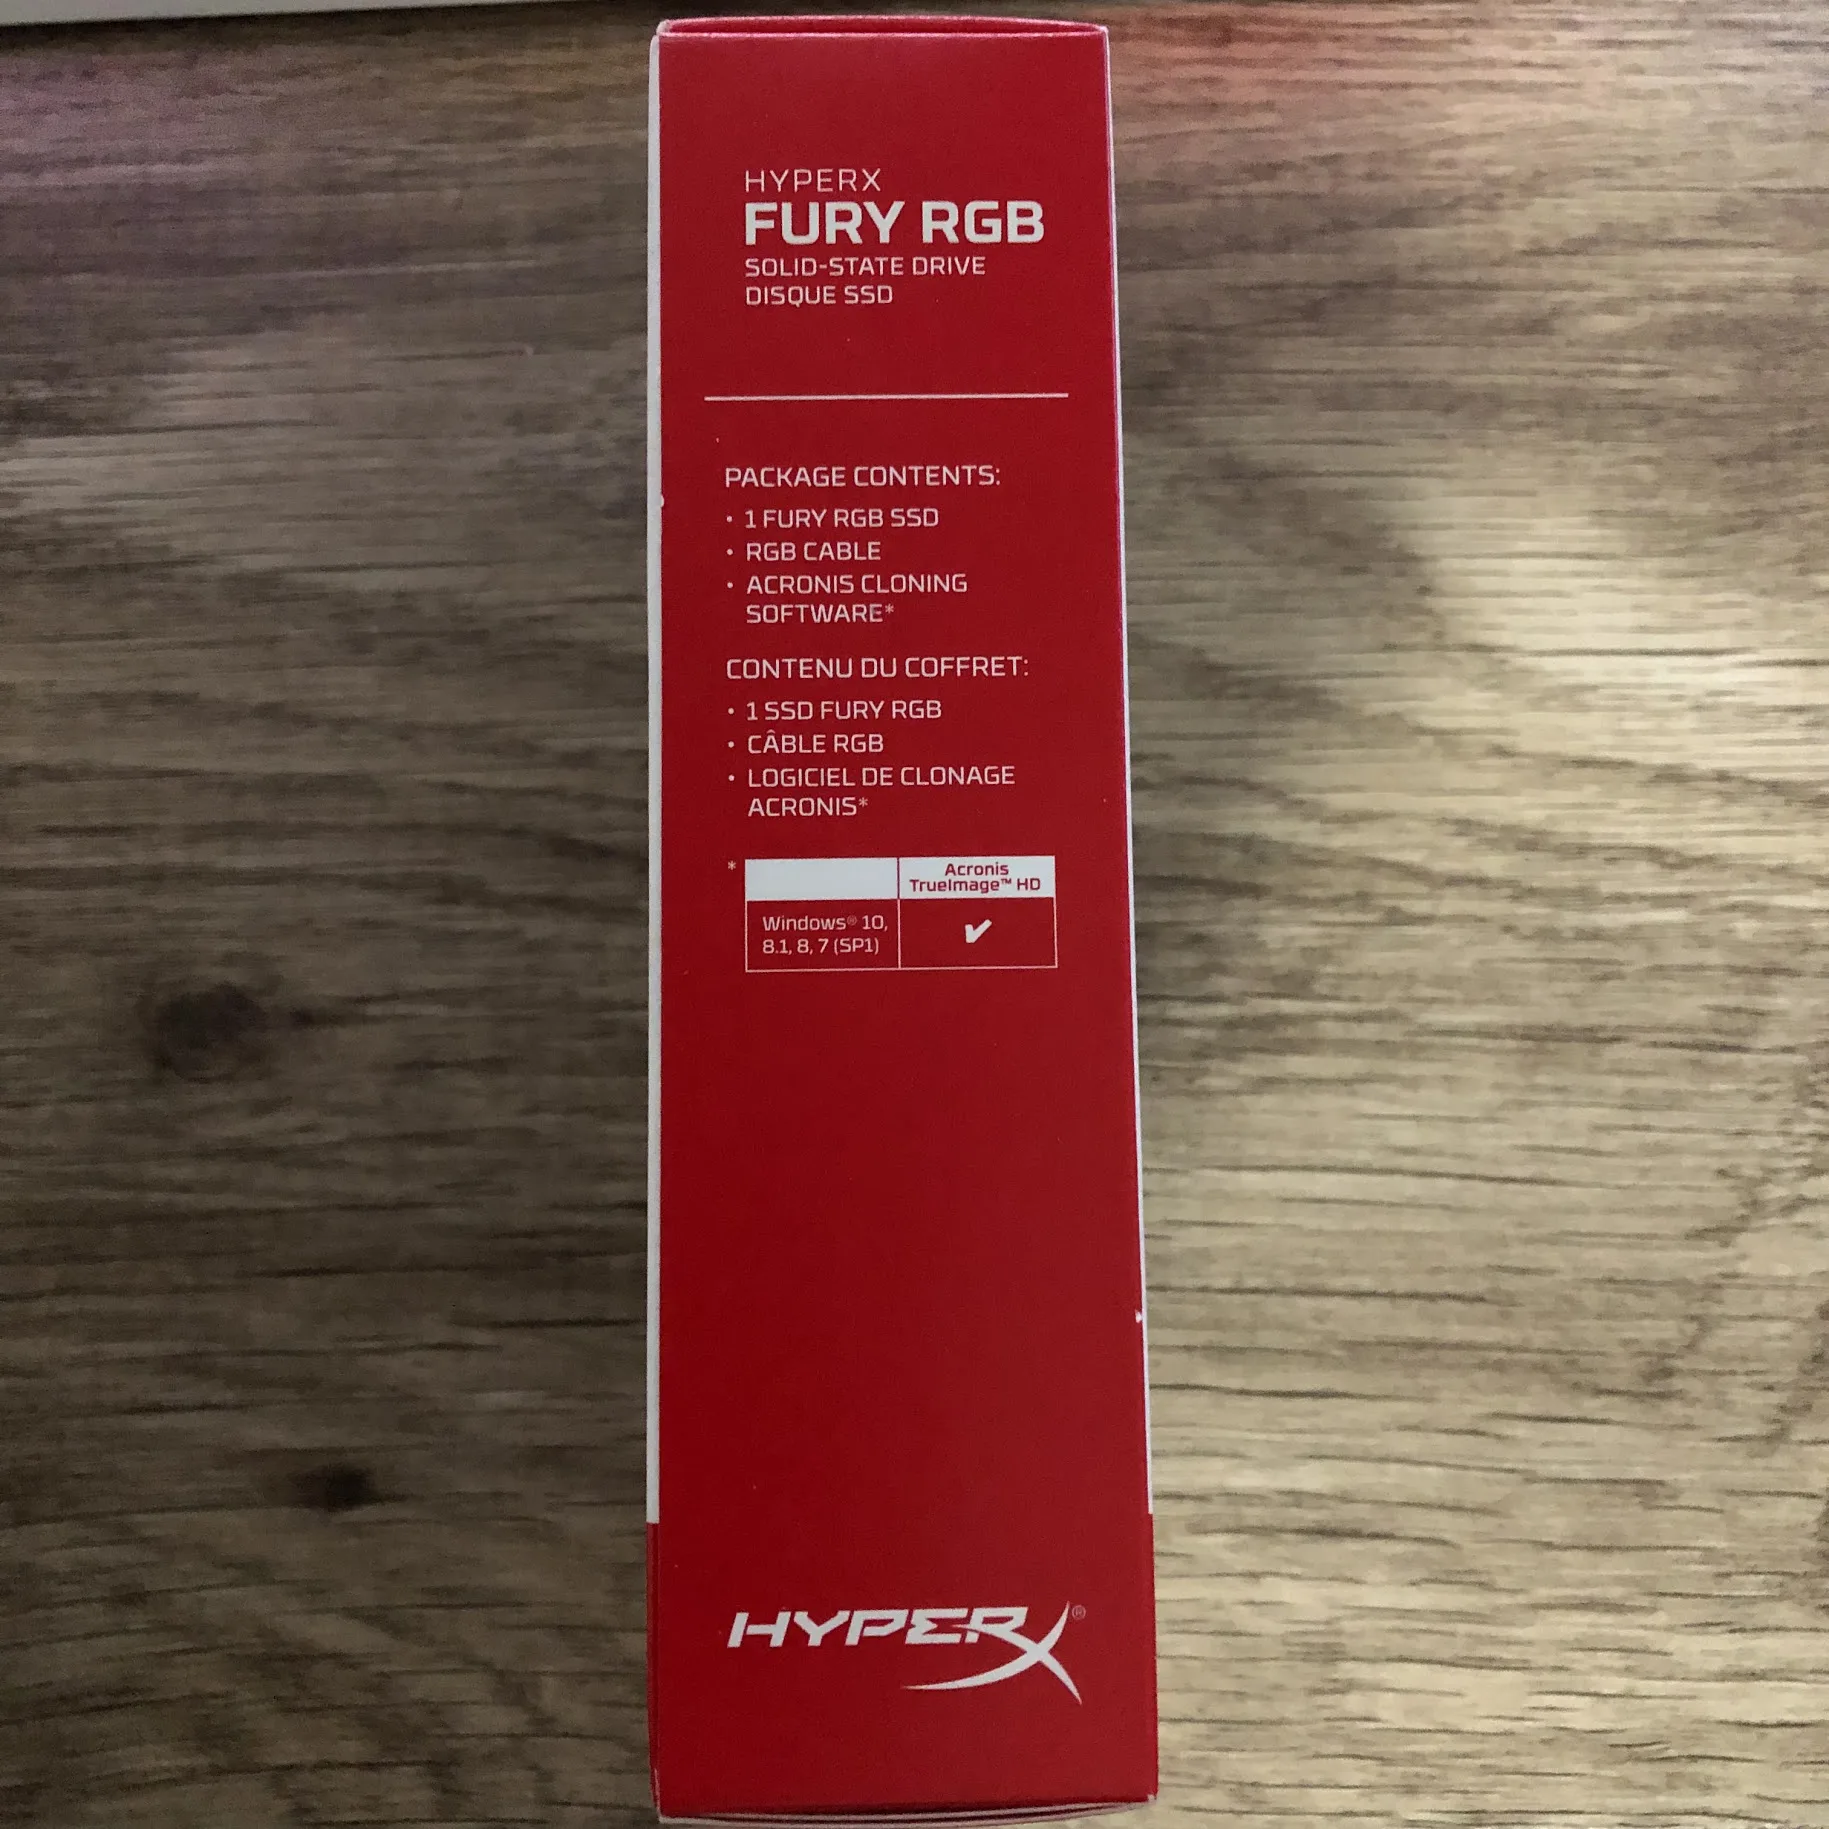 HYPERX
FURY RGB
SOLID-STATE DRIVE
DISQUE SSD
PACKAGE CONTENTS:
• 1 FURY RGB SSD
• RGB CABLE
• ACRONIS CLONING
SOFTWARE*
CONTENU DU COFFRET:
• 1 SSD FURY RGB
• CÂBLE RGB
• LOGICIEL DE CLONAGE
ACRONIS*
*
Acronis
TrueImage™ HD
Windows® 10,
8.1, 8, 7 (SP1)
✔
HYPERX®